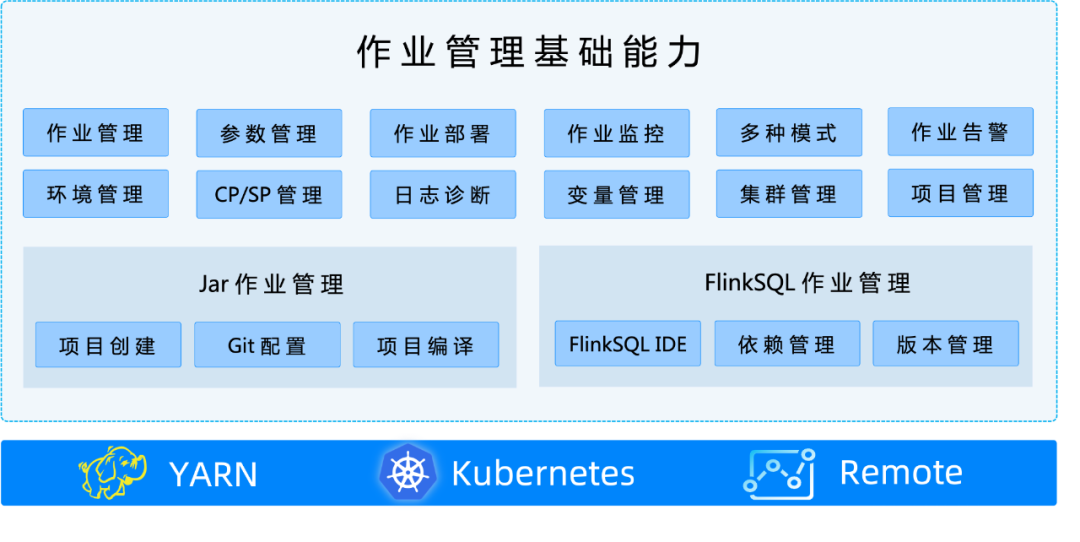 作业管理基础能力
作业管理 参数管理 作业部署 作业监控 多种模式 作业告警
环境管理 CP/SP 管理 日志诊断 变量管理 集群管理 项目管理
Jar 作业管理
项目创建 Git 配置 项目编译
FlinkSQL 作业管理
FlinkSQL IDE 依赖管理 版本管理
YARN Kubernetes Remote